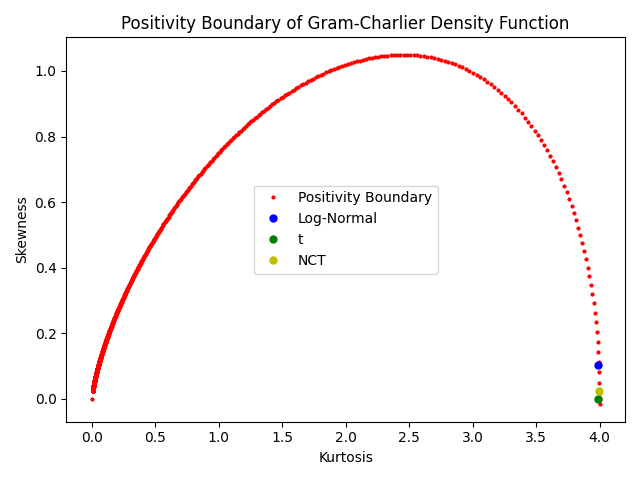 Positivity Boundary of Gram-Charlier Density Function
1.0
0.8
0.6
0.4
0.2
0.0
Skewness
Positivity Boundary
Log-Normal
t
NCT
0.0 0.5 1.0 1.5 2.0 2.5 3.0 3.5 4.0
Kurtosis